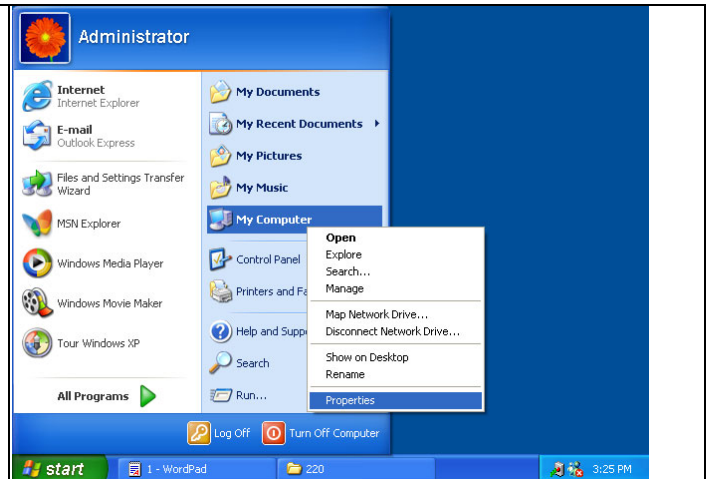 Administrator
Internet
Internet Explorer
E-mail
Outlook Express
Files and Settings Transfer
Wizard
MSN Explorer
Windows Media Player
Windows Movie Maker
Tour Windows XP
All Programs
My Documents
My Recent Documents
My Pictures
My Music
My Computer
Control Panel
Printers and Fa
Help and Suppo
Search
Run...
Open
Explore
Search...
Manage
Map Network Drive...
Disconnect Network Drive...
Show on Desktop
Rename
Properties
Log Off
Turn Off Computer
start
1 - WordPad
220
3:25 PM